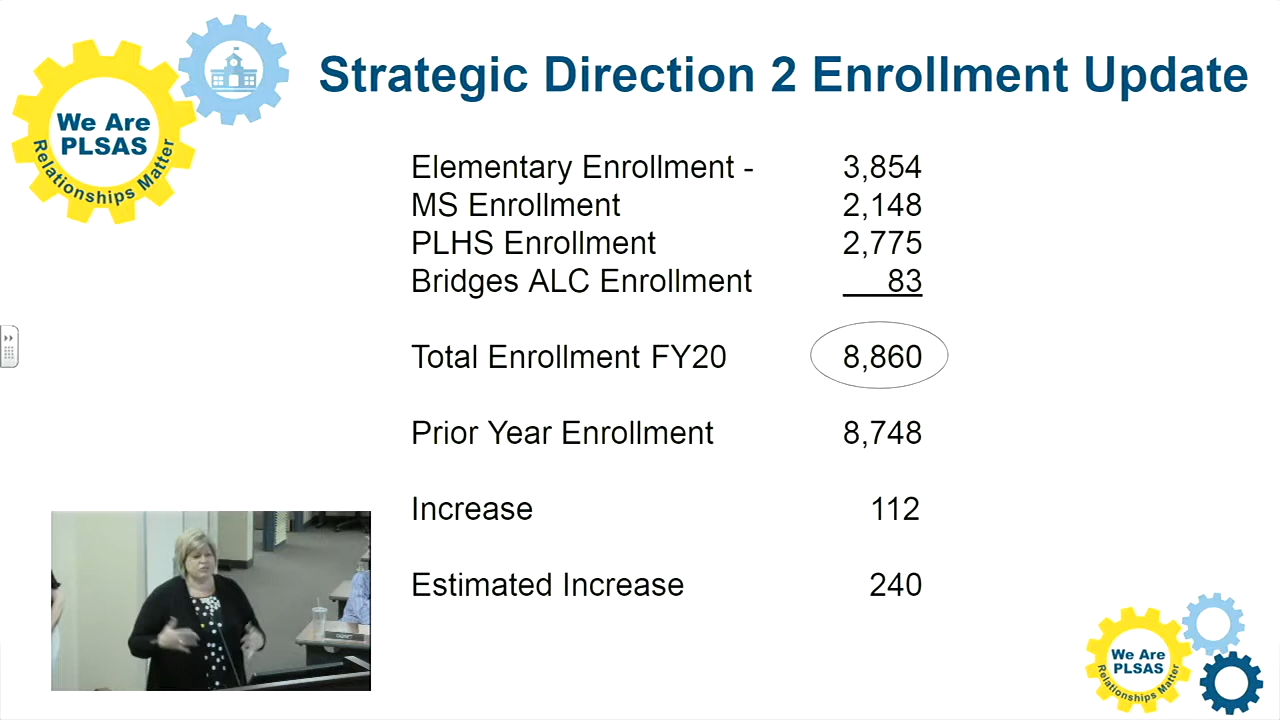 Strategic Direction 2 Enrollment Update
We Are
PLSAS
Relationships Matter
Elementary Enrollment - 3,854
MS Enrollment 2,148
PLHS Enrollment 2,775
Bridges ALC Enrollment 83
Total Enrollment FY20 8,860
Prior Year Enrollment 8,748
Increase 112
Estimated Increase 240
We Are
PLSAS
Relationships Matter